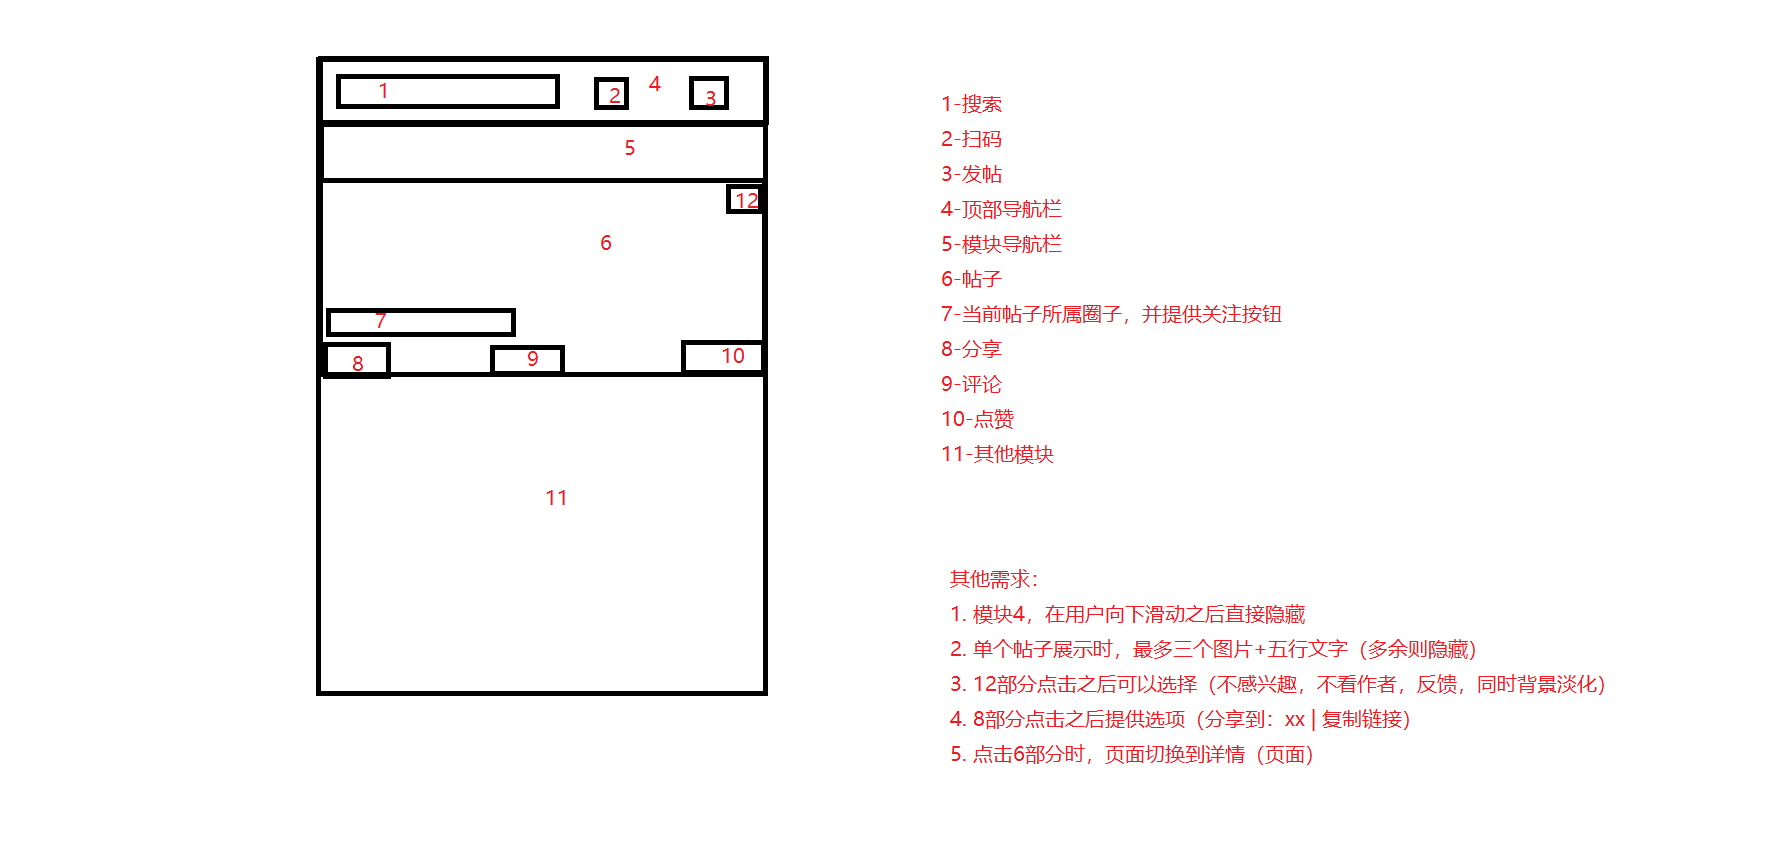 1
2
4
3
5
12
6
7
8
9
10
11
1-搜索
2-扫码
3-发帖
4-顶部导航栏
5-模块导航栏
6-帖子
7-当前帖子所属圈子，并提供关注按钮
8-分享
9-评论
10-点赞
11-其他模块
其他需求：
1. 模块4，在用户向下滑动之后直接隐藏
2. 单个帖子展示时，最多三个图片+五行文字（多余则隐藏）
3. 12部分点击之后可以选择（不感兴趣，不看作者，反馈，同时背景淡化）
4. 8部分点击之后提供选项（分享到：xx | 复制链接）
5. 点击6部分时，页面切换到详情（页面）